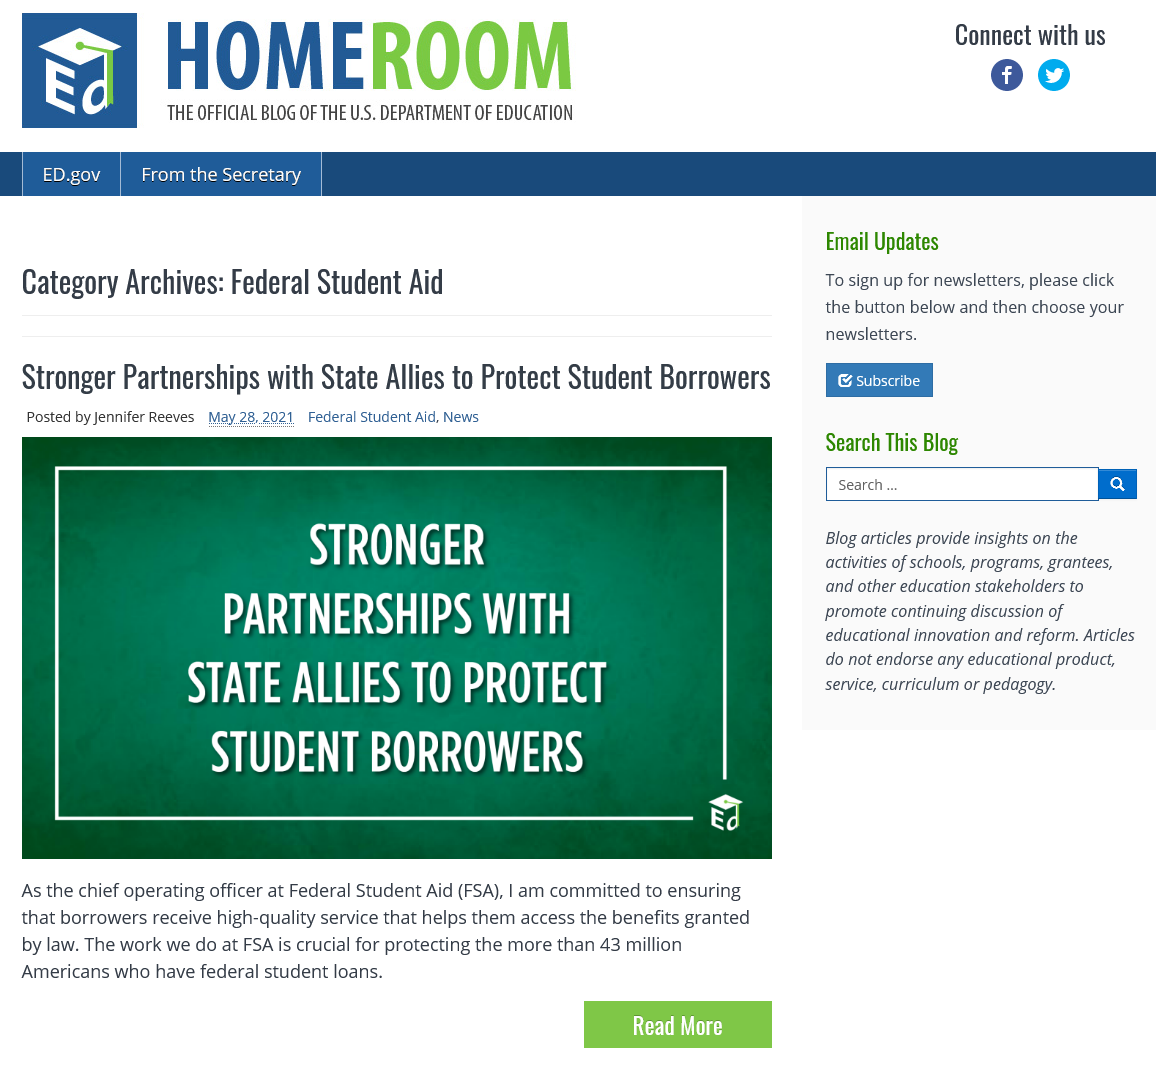 Ed
HOMEROOM
THE OFFICIAL BLOG OF THE U.S. DEPARTMENT OF EDUCATION
Connect with us
ED.gov
From the Secretary
Category Archives: Federal Student Aid
Stronger Partnerships with State Allies to Protect Student Borrowers
Posted by Jennifer Reeves May 28, 2021 Federal Student Aid, News
STRONGER
PARTNERSHIPS WITH
STATE ALLIES TO PROTECT
STUDENT BORROWERS
Ed
As the chief operating officer at Federal Student Aid (FSA), I am committed to ensuring
that borrowers receive high-quality service that helps them access the benefits granted
by law. The work we do at FSA is crucial for protecting the more than 43 million
Americans who have federal student loans.
Read More
Email Updates
To sign up for newsletters, please click
the button below and then choose your
newsletters.
Subscribe
Search This Blog
Search ...
Blog articles provide insights on the
activities of schools, programs, grantees,
and other education stakeholders to
promote continuing discussion of
educational innovation and reform. Articles
do not endorse any educational product,
service, curriculum or pedagogy.